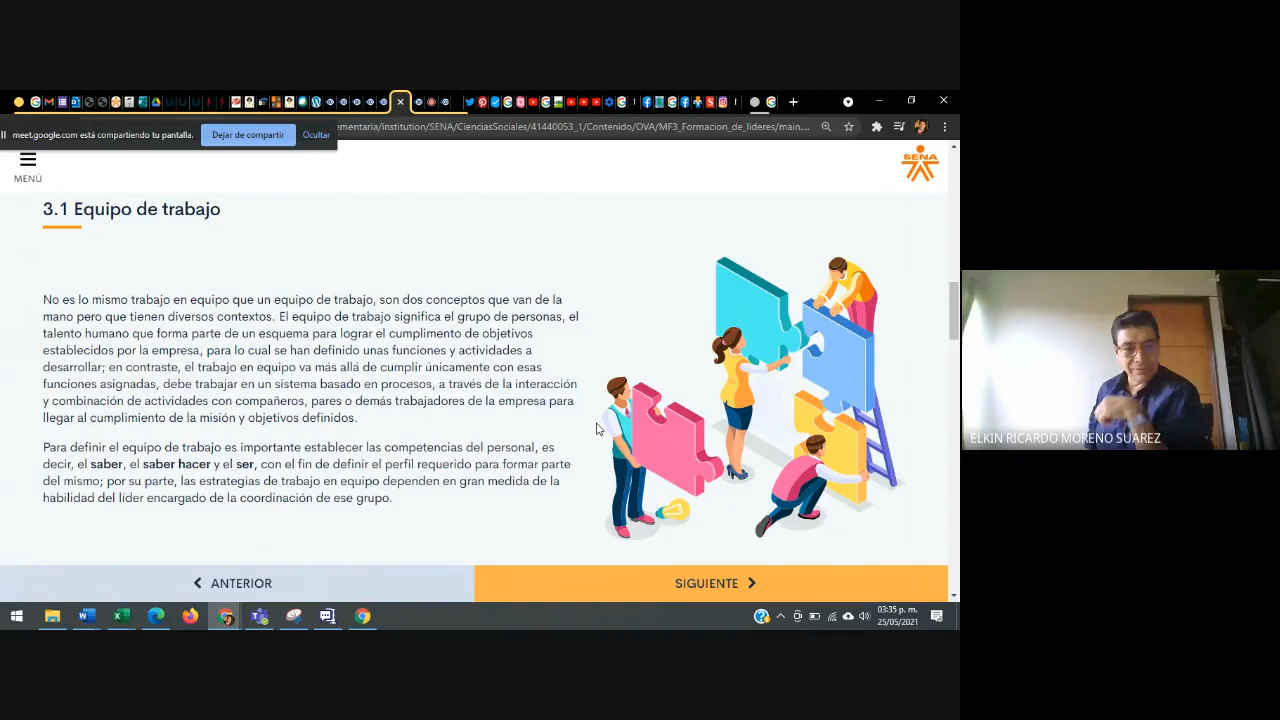 meet.google.com está compartiendo tu pantalla.
Dejar de compartir
Ocultar
ementaria/institution/SENA/CienciasSociales/41440053_1/Contenido/OVA/MF3_Formacion_de_lideres/main....
MENÚ
SENA
3.1 Equipo de trabajo
No es lo mismo trabajo en equipo que un equipo de trabajo, son dos conceptos que van de la
mano pero que tienen diversos contextos. El equipo de trabajo significa el grupo de personas, el
talento humano que forma parte de un esquema para lograr el cumplimento de objetivos
establecidos por la empresa, para lo cual se han definido unas funciones y actividades a
desarrollar; en contraste, el trabajo en equipo va más allá de cumplir únicamente con esas
funciones asignadas, debe trabajar en un sistema basado en procesos, a través de la interacción
y combinación de actividades con compañeros, pares o demás trabajadores de la empresa para
llegar al cumplimiento de la misión y objetivos definidos.
Para definir el equipo de trabajo es importante establecer las competencias del personal, es
decir, el saber, el saber hacer y el ser, con el fin de definir el perfil requerido para formar parte
del mismo; por su parte, las estrategias de trabajo en equipo dependen en gran medida de la
habilidad del líder encargado de la coordinación de ese grupo.
ANTERIOR
SIGUIENTE
03:35 p. m.
25/05/2021
ELKIN RICARDO MORENO SUAREZ